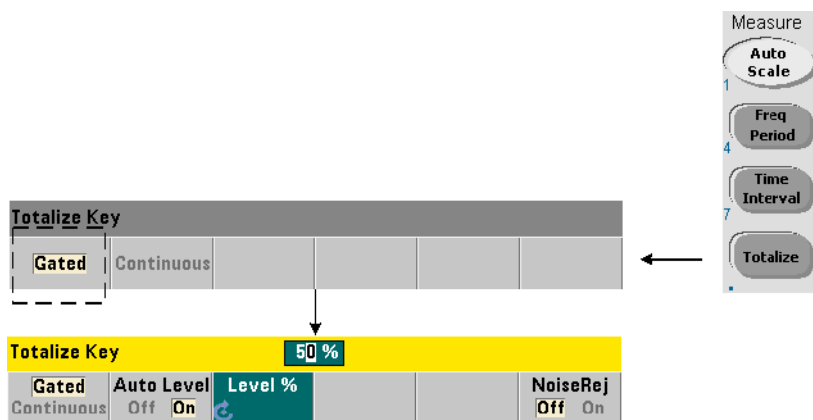 Measure
Auto
Scale
1
Freq
Period
4
Time
Interval
7
Totalize
.
Totalize Key
Gated Continuous
Totalize Key 50 %
Gated Auto Level Level % NoiseRej
Continuous Off On Off On